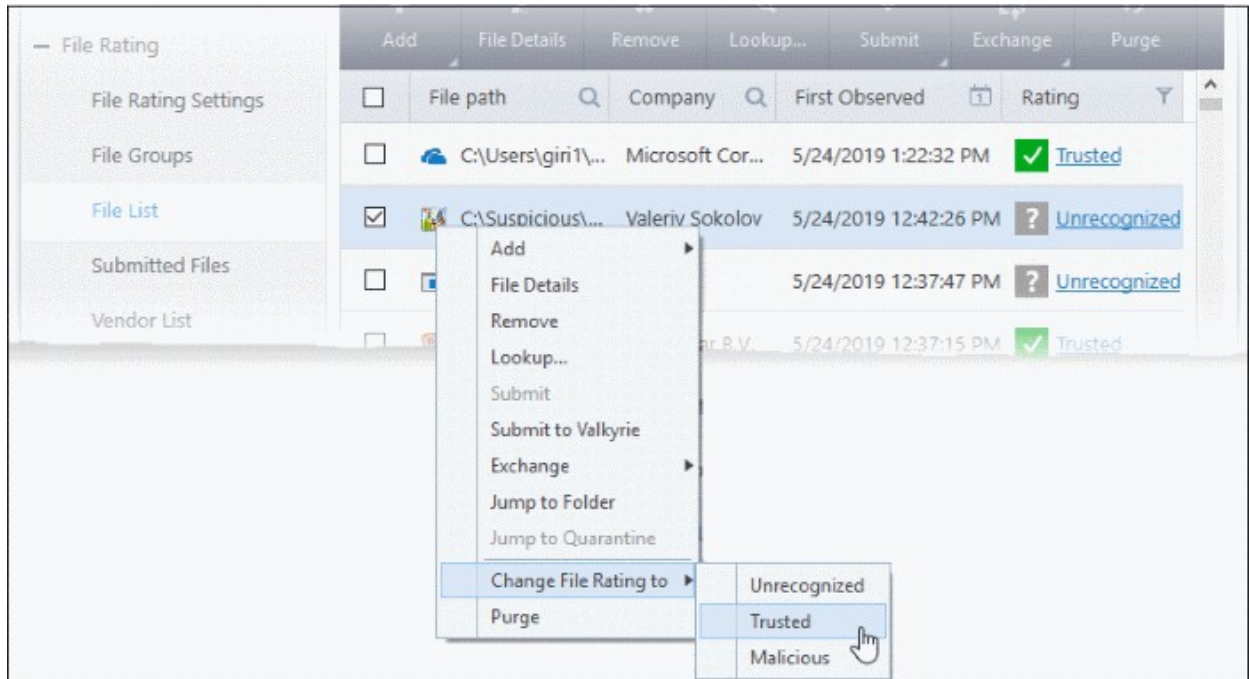 File Rating
Add File Details Remove Lookup... Submit Exchange Purge
File Rating Settings
File path Company First Observed Rating
File Groups
C:\Users\giri1\... Microsoft Cor... 5/24/2019 1:22:32 PM Trusted
File List
C:\Suspicious\... Valeriv Sokolov 5/24/2019 12:42:26 PM ? Unrecognized
Submitted Files
5/24/2019 12:37:47 PM ? Unrecognized
Vendor List
ar B.V. 5/24/2019 12:37:15 PM Trusted
Add
File Details
Remove
Lookup...
Submit
Submit to Valkyrie
Exchange
Jump to Folder
Jump to Quarantine
Change File Rating to
Purge
Unrecognized
Trusted
Malicious